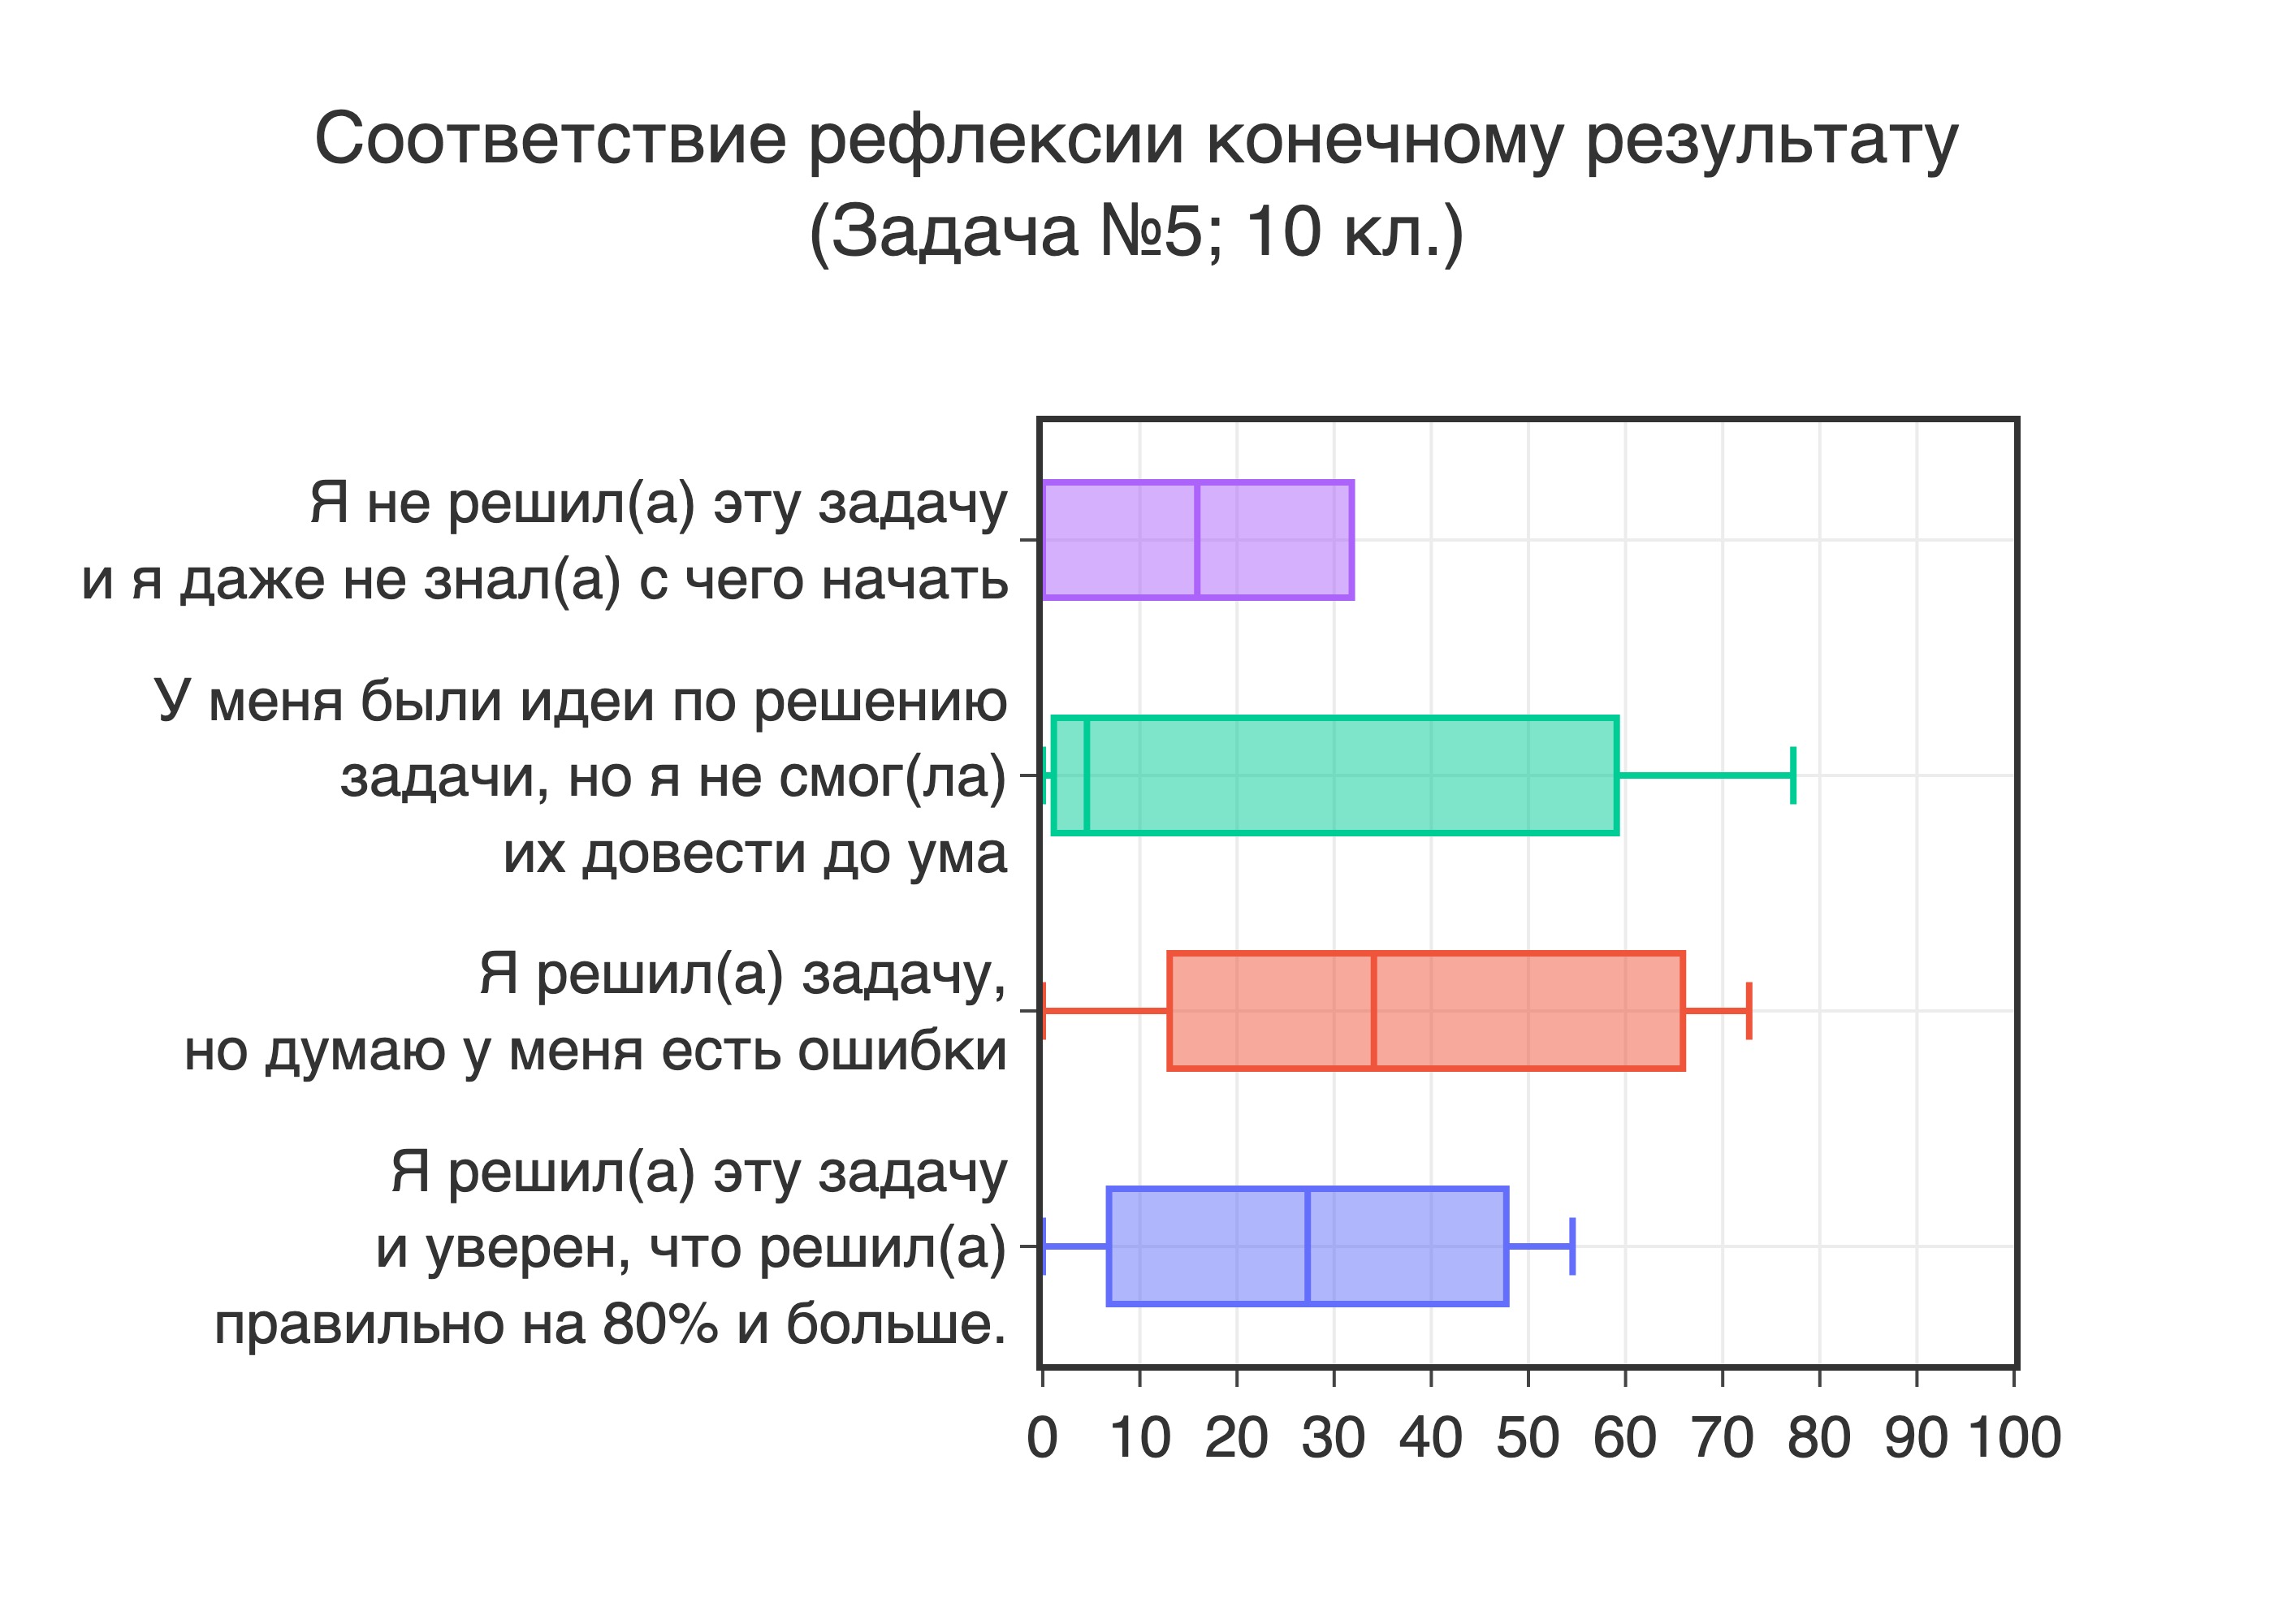 Соответствие рефлексии конечному результату
(Задача №5; 10 кл.)
Я не решил(а) эту задачу
и я даже не знал(а) с чего начать
У меня были идеи по решению
задачи, но я не смог(ла)
их довести до ума
Я решил(а) задачу,
но думаю у меня есть ошибки
Я решил(а) эту задачу
и уверен, что решил(а)
правильно на 80% и больше.
0 10 20 30 40 50 60 70 80 90 100